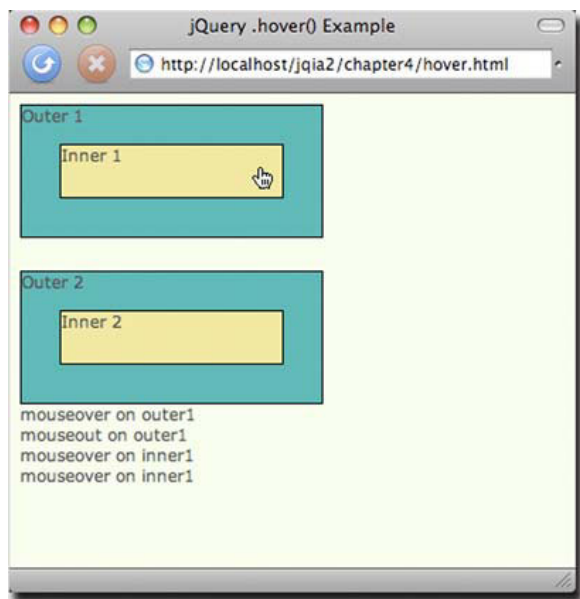 jQuery .hover() Example
http://localhost/jqia2/chapter4/hover.html
Outer 1
Inner 1
Outer 2
Inner 2
mouseover on outer1
mouseout on outer1
mouseover on inner1
mouseover on inner1